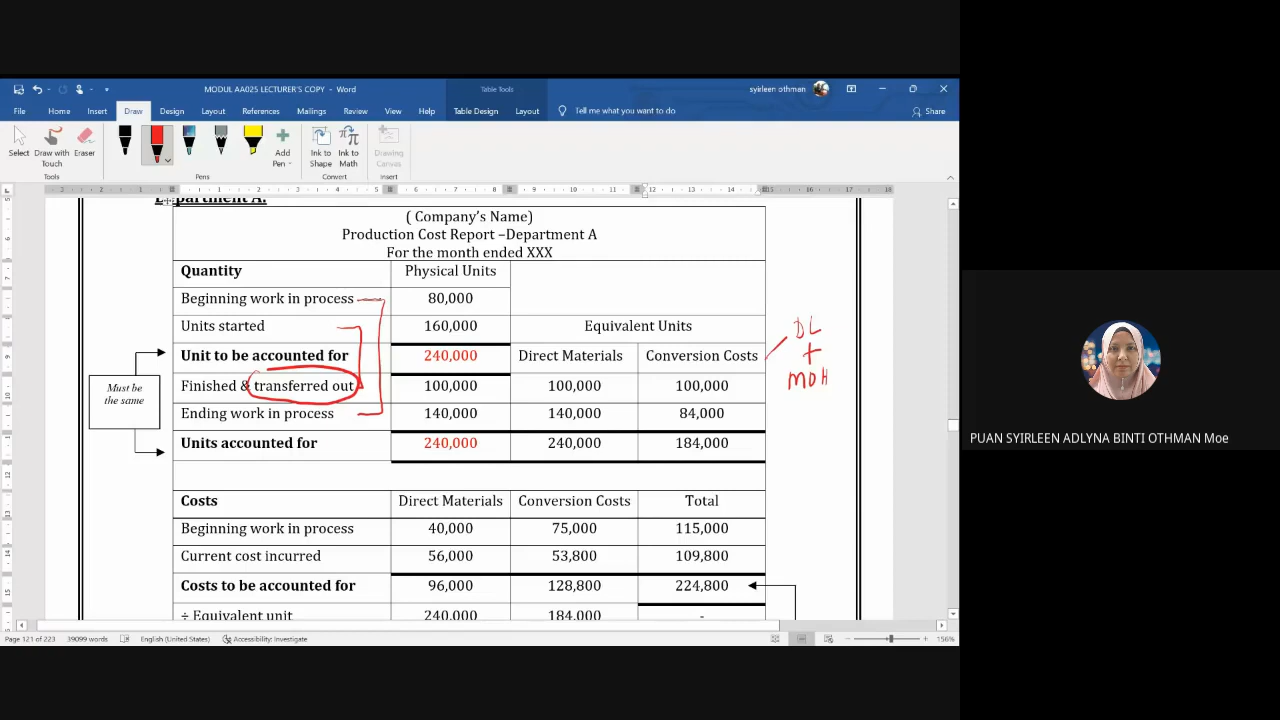 MODUL AA025 LECTURER'S COPY - Word
Table Tools
syirleen othman
File Home Insert Draw Design Layout References Mailings Review View Help Table Design Layout Tell me what you want to do Share
Select Draw with Touch Eraser Add Pen Ink to Shape Ink to Math Drawing Canvas
Tools Pens Convert Insert
Department A:
( Company's Name)
Production Cost Report –Department A
For the month ended XXX
Quantity Physical Units
Beginning work in process 80,000
Units started 160,000 Equivalent Units
Unit to be accounted for 240,000 Direct Materials Conversion Costs
Finished & transferred out 100,000 100,000 100,000
Ending work in process 140,000 140,000 84,000
Units accounted for 240,000 240,000 184,000
Must be
the same
DL
+
MOH
Costs Direct Materials Conversion Costs Total
Beginning work in process 40,000 75,000 115,000
Current cost incurred 56,000 53,800 109,800
Costs to be accounted for 96,000 128,800 224,800
÷ Equivalent unit 240,000 184,000 -
Page 121 of 223 39099 words English (United States) Accessibility: Investigate 156%
PUAN SYIRLEEN ADLYNA BINTI OTHMAN Moe